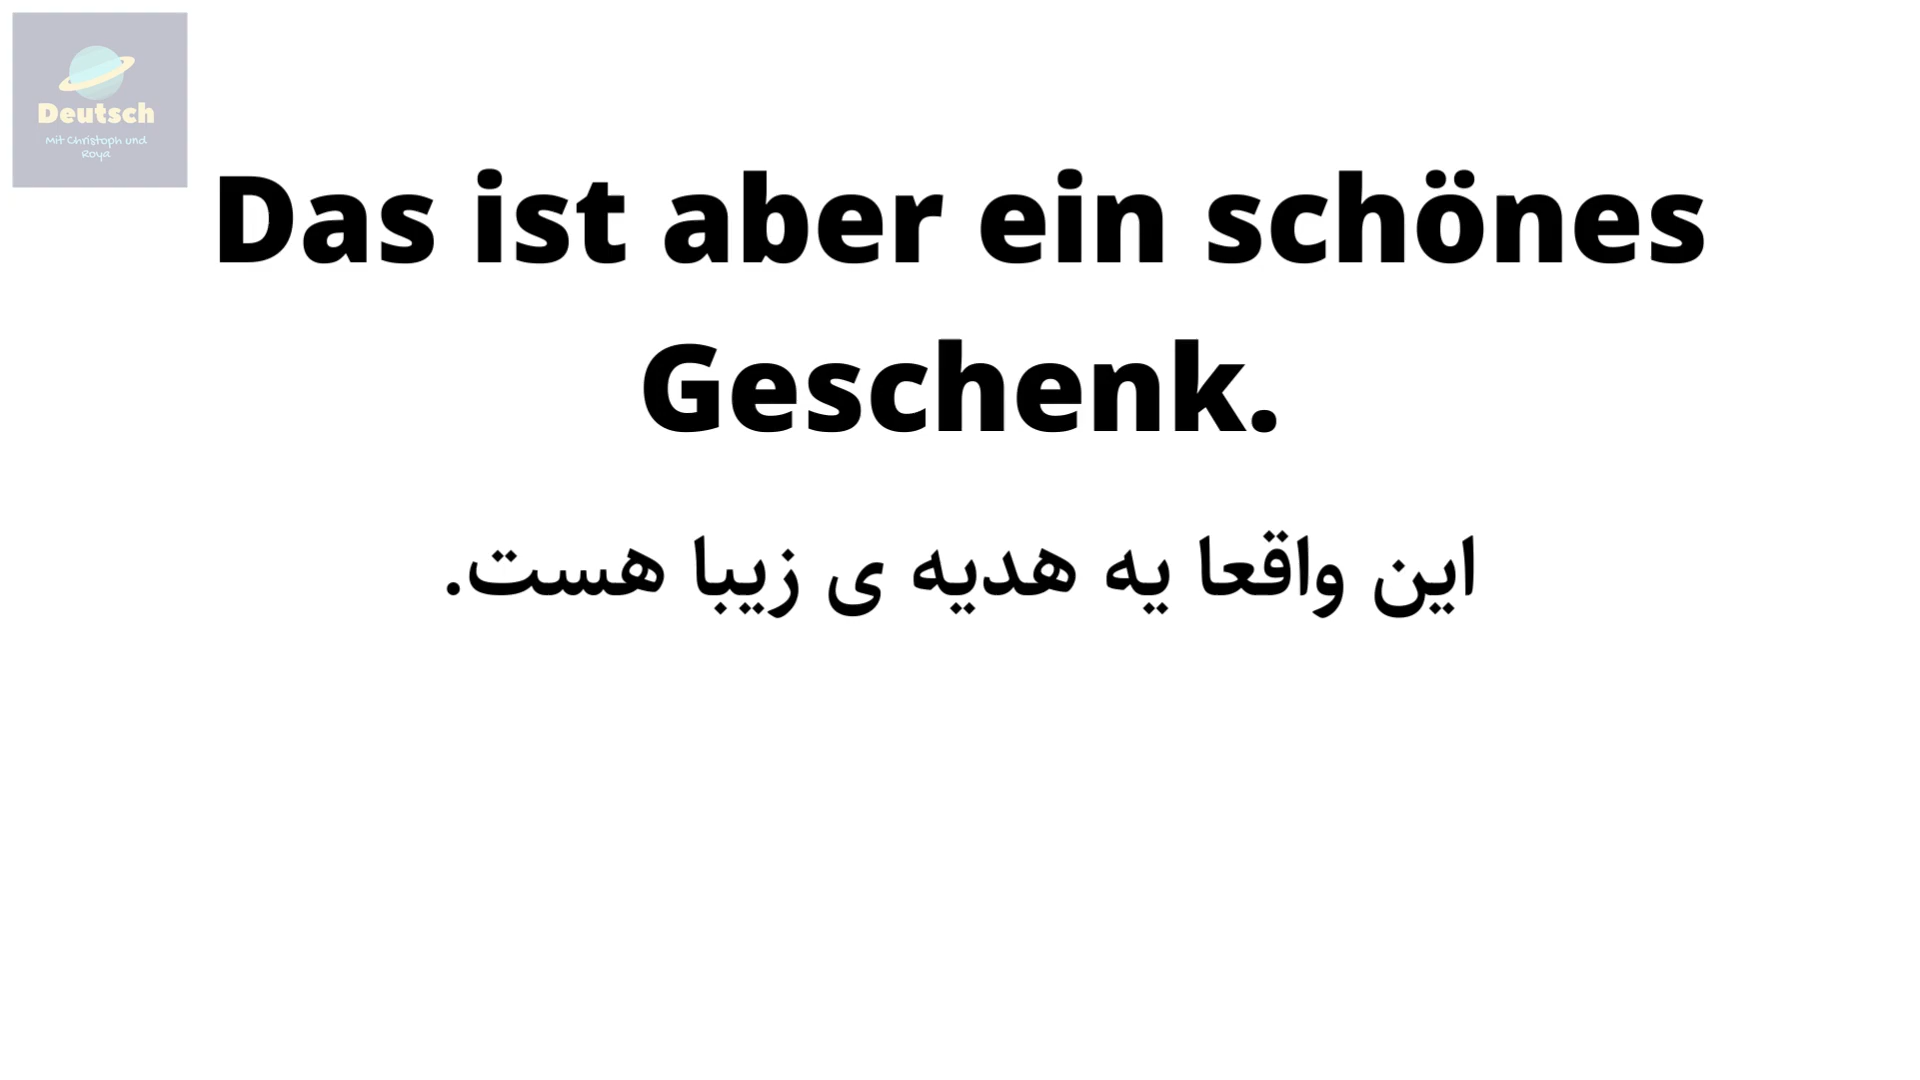 Deutsch
Mit Christoph und
Roya
Das ist aber ein schönes
Geschenk.
این واقعا یه هدیه ی زیبا هست.